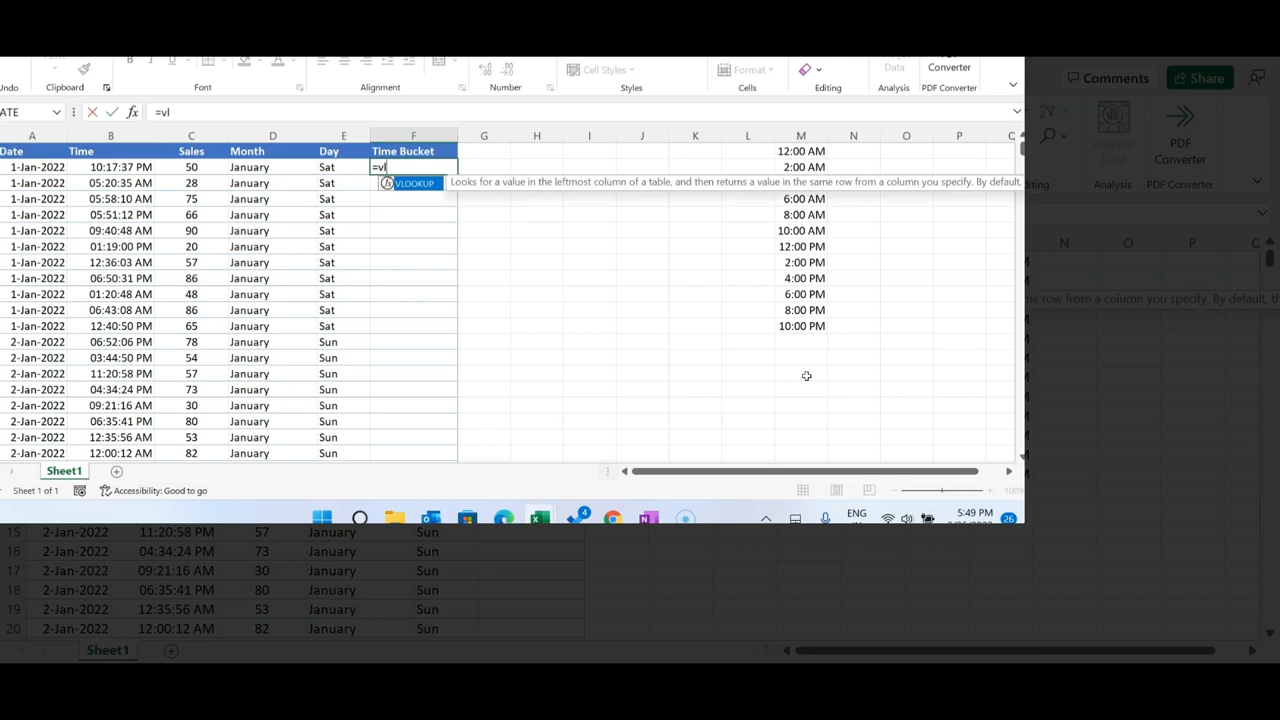 Comments Share
Undo Clipboard Font Alignment Number Cell Styles Styles Format Cells Editing Data Analysis Converter PDF Converter
ATE =vl
PDF Converter
A B C D E F G H I J K L M N O P
Date Time Sales Month Day Time Bucket 12:00 AM
1-Jan-2022 10:17:37 PM 50 January Sat =vl 2:00 AM
1-Jan-2022 05:20:35 AM 28 January Sat VLOOKUP Looks for a value in the leftmost column of a table, and then returns a value in the same row from a column you specify. By default,
1-Jan-2022 05:58:10 AM 75 January Sat 6:00 AM
1-Jan-2022 05:51:12 PM 66 January Sat 8:00 AM
1-Jan-2022 09:40:48 AM 90 January Sat 10:00 AM
N O P Q
1-Jan-2022 01:19:00 PM 20 January Sat 12:00 PM
1-Jan-2022 12:36:03 AM 57 January Sat 2:00 PM
1-Jan-2022 06:50:31 PM 86 January Sat 4:00 PM
1-Jan-2022 01:20:48 AM 48 January Sat 6:00 PM
me row from a column you specify. By default, th
1-Jan-2022 06:43:08 AM 86 January Sat 8:00 PM
1-Jan-2022 12:40:50 PM 65 January Sat 10:00 PM
2-Jan-2022 06:52:06 PM 78 January Sun
2-Jan-2022 03:44:50 PM 54 January Sun
2-Jan-2022 11:20:58 PM 57 January Sun
2-Jan-2022 04:34:24 PM 73 January Sun
2-Jan-2022 09:21:16 AM 30 January Sun
2-Jan-2022 06:35:41 PM 80 January Sun
2-Jan-2022 12:35:56 AM 53 January Sun
2-Jan-2022 12:00:12 AM 82 January Sun
Sheet1
Sheet 1 of 1 Accessibility: Good to go 100%
4 ENG 5:49 PM 26
15 2-Jan-2022 11:20:58 PM 57 January Sun
16 2-Jan-2022 04:34:24 PM 73 January Sun
17 2-Jan-2022 09:21:16 AM 30 January Sun
18 2-Jan-2022 06:35:41 PM 80 January Sun
19 2-Jan-2022 12:35:56 AM 53 January Sun
20 2-Jan-2022 12:00:12 AM 82 January Sun
Sheet1